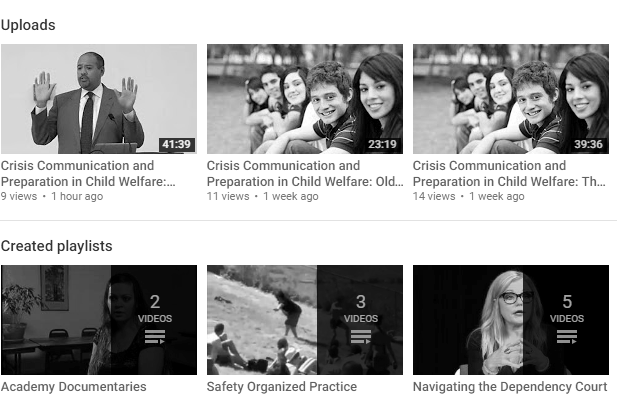 Uploads
41:39
23:19
39:36
Crisis Communication and
Preparation in Child Welfare:...
9 views • 1 hour ago
Crisis Communication and
Preparation in Child Welfare: Old...
11 views • 1 week ago
Crisis Communication and
Preparation in Child Welfare: Th...
14 views • 1 week ago
Created playlists
2
VIDEOS
3
VIDEOS
5
VIDEOS
Academy Documentaries
Safety Organized Practice
Navigating the Dependency Court